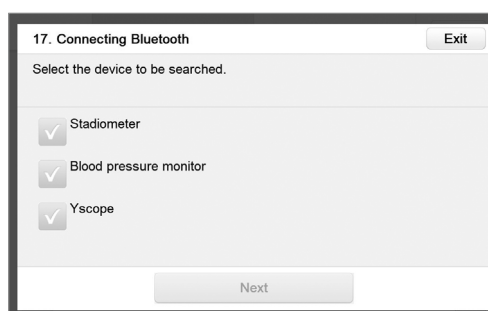 17. Connecting Bluetooth
Exit
Select the device to be searched.
Stadiometer
Blood pressure monitor
Yscope
Next